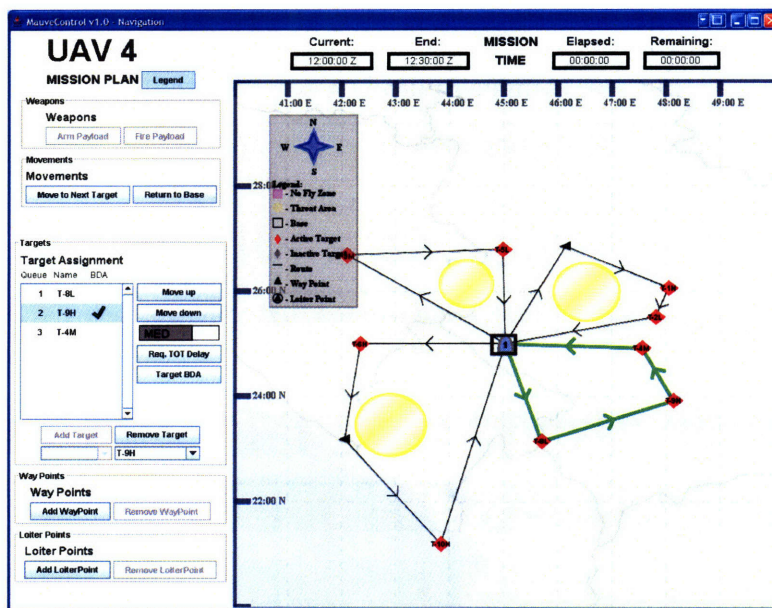 MauveControl v1.0 - Navigation
UAV 4
MISSION PLAN Legend
Current: End: MISSION TIME Elapsed: Remaining:
12:00:00 Z 12:30:00 Z 00:00:00 00:00:00
Weapons
Weapons
Arm Payload Fire Payload
Movements
Movements
Move to Next Target Return to Base
Targets
Target Assignment
Queue Name BDA
1 T-8L
2 T-9H
3 T-4M
Move up
Move down
MED
Req. TOT Delay
Target BDA
Add Target Remove Target
T-9H
Way Points
Way Points
Add WayPoint Remove WayPoint
Loiter Points
Loiter Points
Add LoiterPoint Remove LoiterPoint
41:00 E 42:00 E 43:00 E 44:00 E 45:00 E 46:00 E 47:00 E 48:00 E 49:00 E
28:00 N
26:00 N
24:00 N
22:00 N
N
W E
S
Legend:
- No Fly Zone
- Threat Area
- Base
- Active Target
- Inactive Target
- Route
- Way Point
- Loiter Point